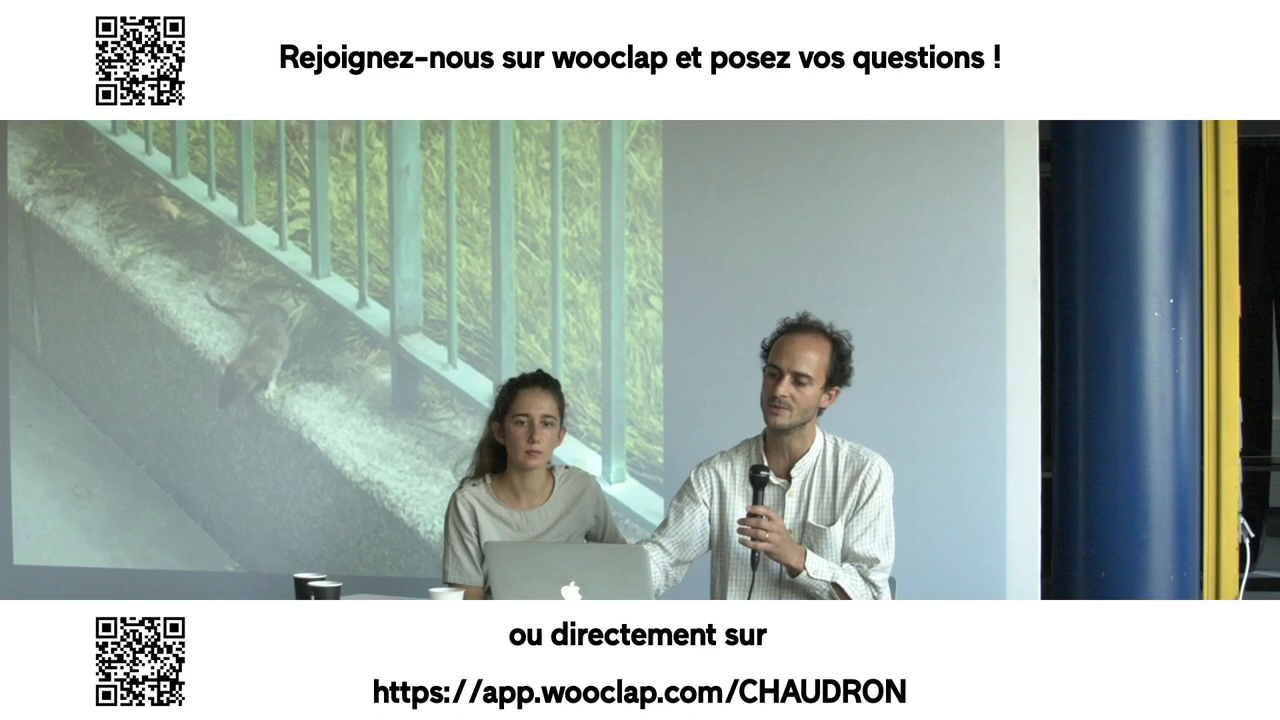 Rejoignez-nous sur wooclap et posez vos questions !
ou directement sur
https://app.wooclap.com/CHAUDRON